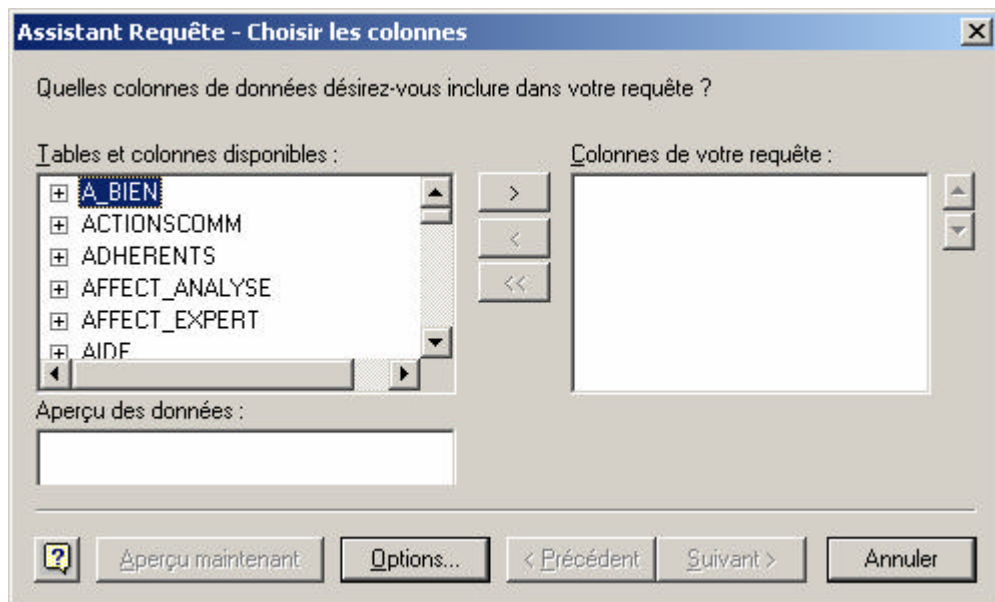 Assistant Requête - Choisir les colonnes
Quelles colonnes de données désirez-vous inclure dans votre requête ?
Tables et colonnes disponibles :
Colonnes de votre requête :
A_BIEN
ACTIONSCOMM
ADHERENTS
AFFECT_ANALYSE
AFFECT_EXPERT
AIDE
>
<
<<
Aperçu des données :
?
Aperçu maintenant
Options...
< Précédent
Suivant >
Annuler